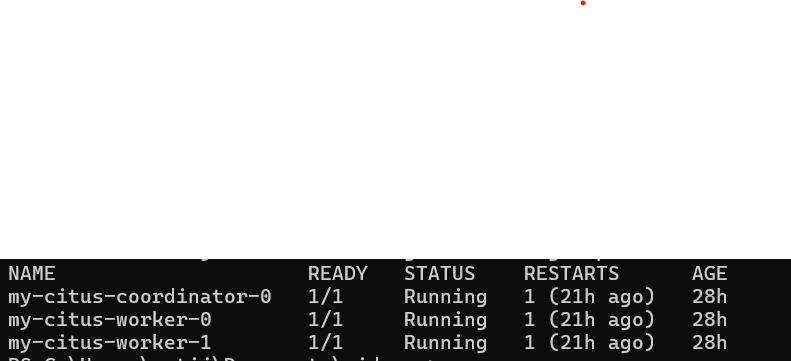 NAME READY STATUS RESTARTS AGE
my-citus-coordinator-0 1/1 Running 1 (21h ago) 28h
my-citus-worker-0 1/1 Running 1 (21h ago) 28h
my-citus-worker-1 1/1 Running 1 (21h ago) 28h